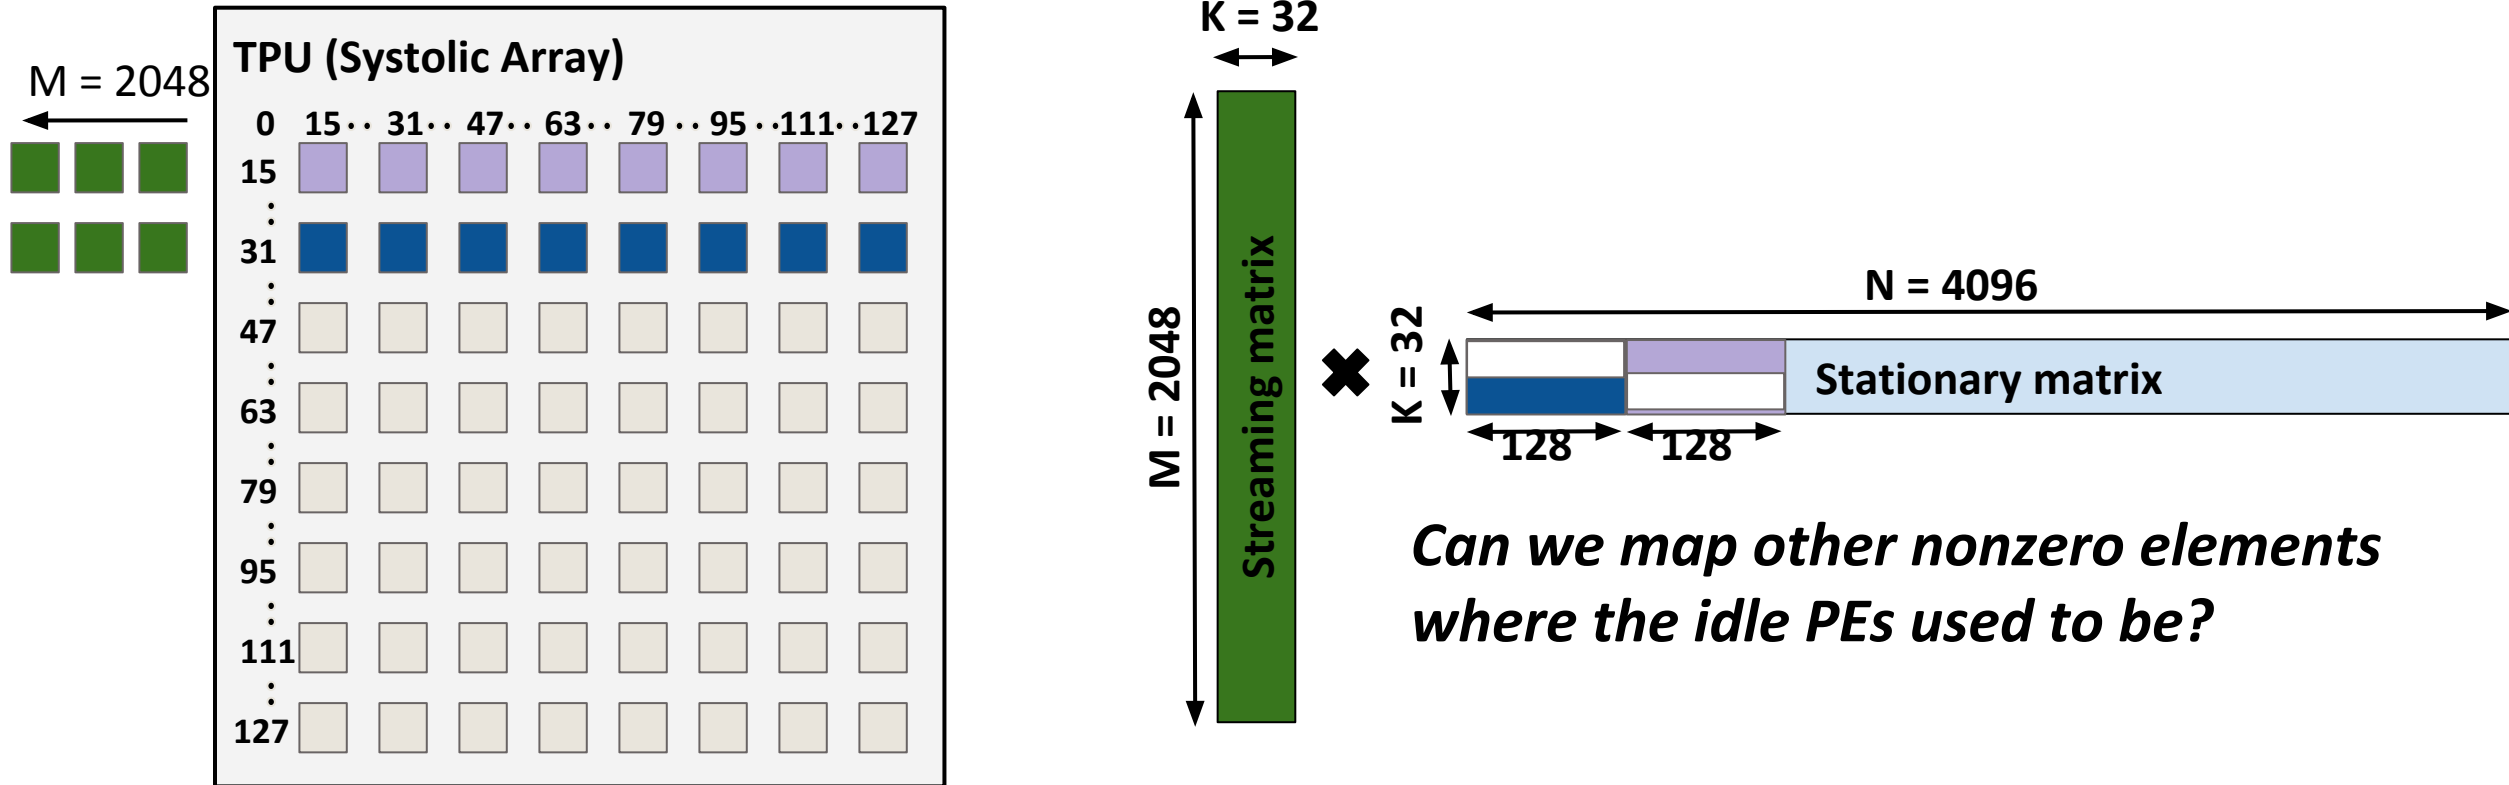 TPU (Systolic Array)
M = 2048
0 15 ·· 31 ·· 47 ·· 63 ·· 79 ·· 95 ·· 111 ·· 127
15
31
47
63
79
95
111
127
K = 32
M = 2048
Streaming matrix
N = 4096
K = 32
Stationary matrix
128 128
Can we map other nonzero elements
where the idle PEs used to be?